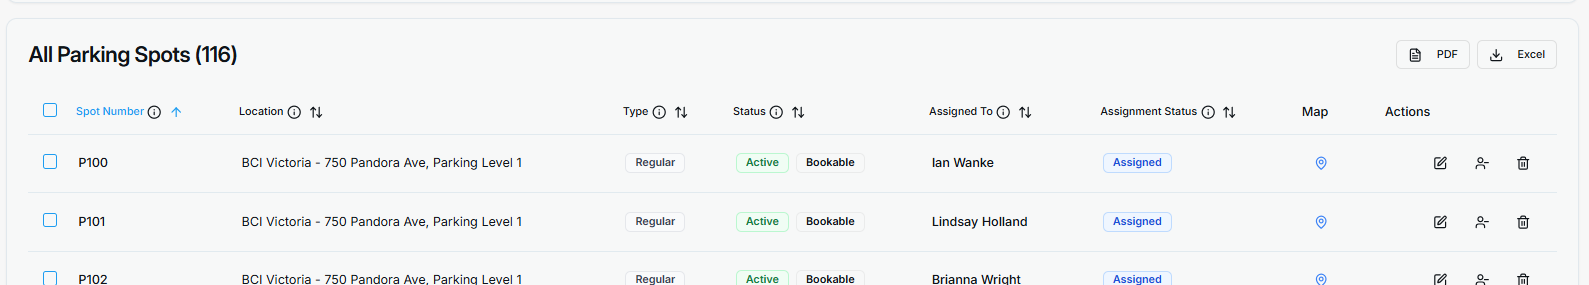 All Parking Spots (116)
PDF Excel
Spot Number Location Type Status Assigned To Assignment Status Map Actions
P100 BCI Victoria - 750 Pandora Ave, Parking Level 1 Regular Active Bookable Ian Wanke Assigned
P101 BCI Victoria - 750 Pandora Ave, Parking Level 1 Regular Active Bookable Lindsay Holland Assigned
P102 BCI Victoria - 750 Pandora Ave, Parking Level 1 Regular Active Bookable Brianna Wright Assigned